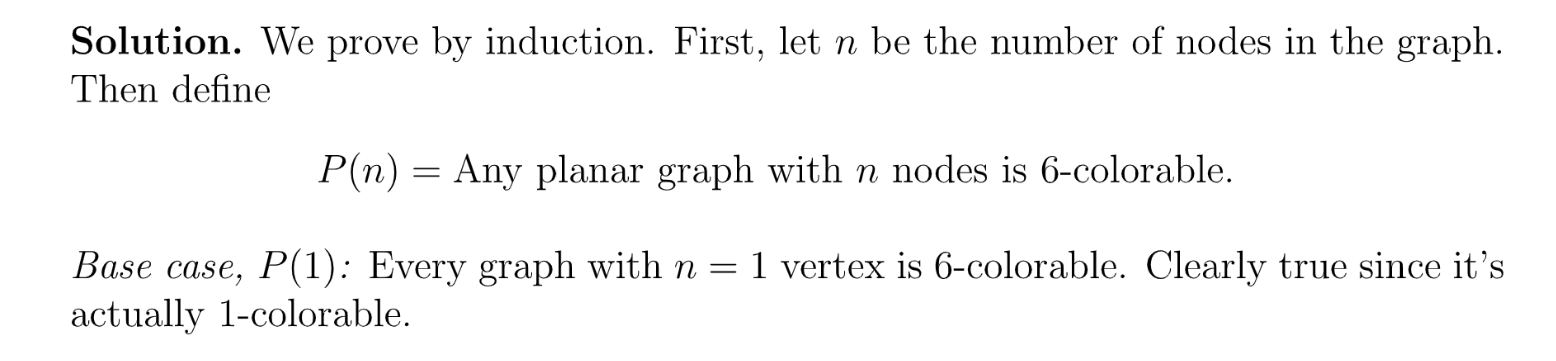 Solution. We prove by induction. First, let n be the number of nodes in the graph.
Then define
P(n) = Any planar graph with n nodes is 6-colorable.
Base case, P(1): Every graph with n = 1 vertex is 6-colorable. Clearly true since it's
actually 1-colorable.